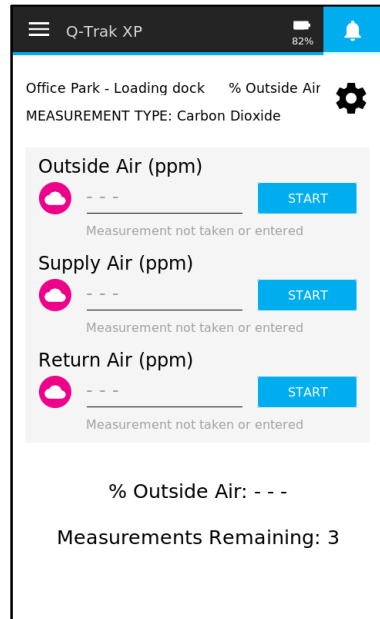 Q-Trak XP
82%
Office Park - Loading dock % Outside Air
MEASUREMENT TYPE: Carbon Dioxide
Outside Air (ppm)
- - -
START
Measurement not taken or entered
Supply Air (ppm)
- - -
START
Measurement not taken or entered
Return Air (ppm)
- - -
START
Measurement not taken or entered
% Outside Air: - - -
Measurements Remaining: 3